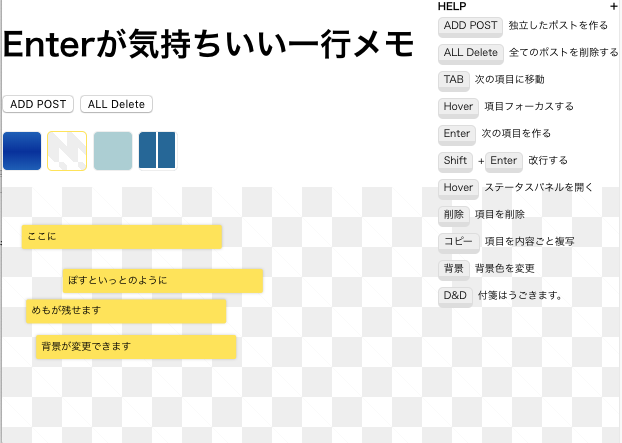 Enterが気持ちいい一行メモ
ADD POST ALL Delete
ここに
ぽすといっとのように
めもが残せます
背景が変更できます
HELP +
ADD POST 独立したポストを作る
ALL Delete 全てのポストを削除する
TAB 次の項目に移動
Hover 項目フォーカスする
Enter 次の項目を作る
Shift +Enter 改行する
Hover ステータスパネルを開く
削除 項目を削除
コピー 項目を内容ごと複写
背景 背景色を変更
D&D 付箋はうごきます。